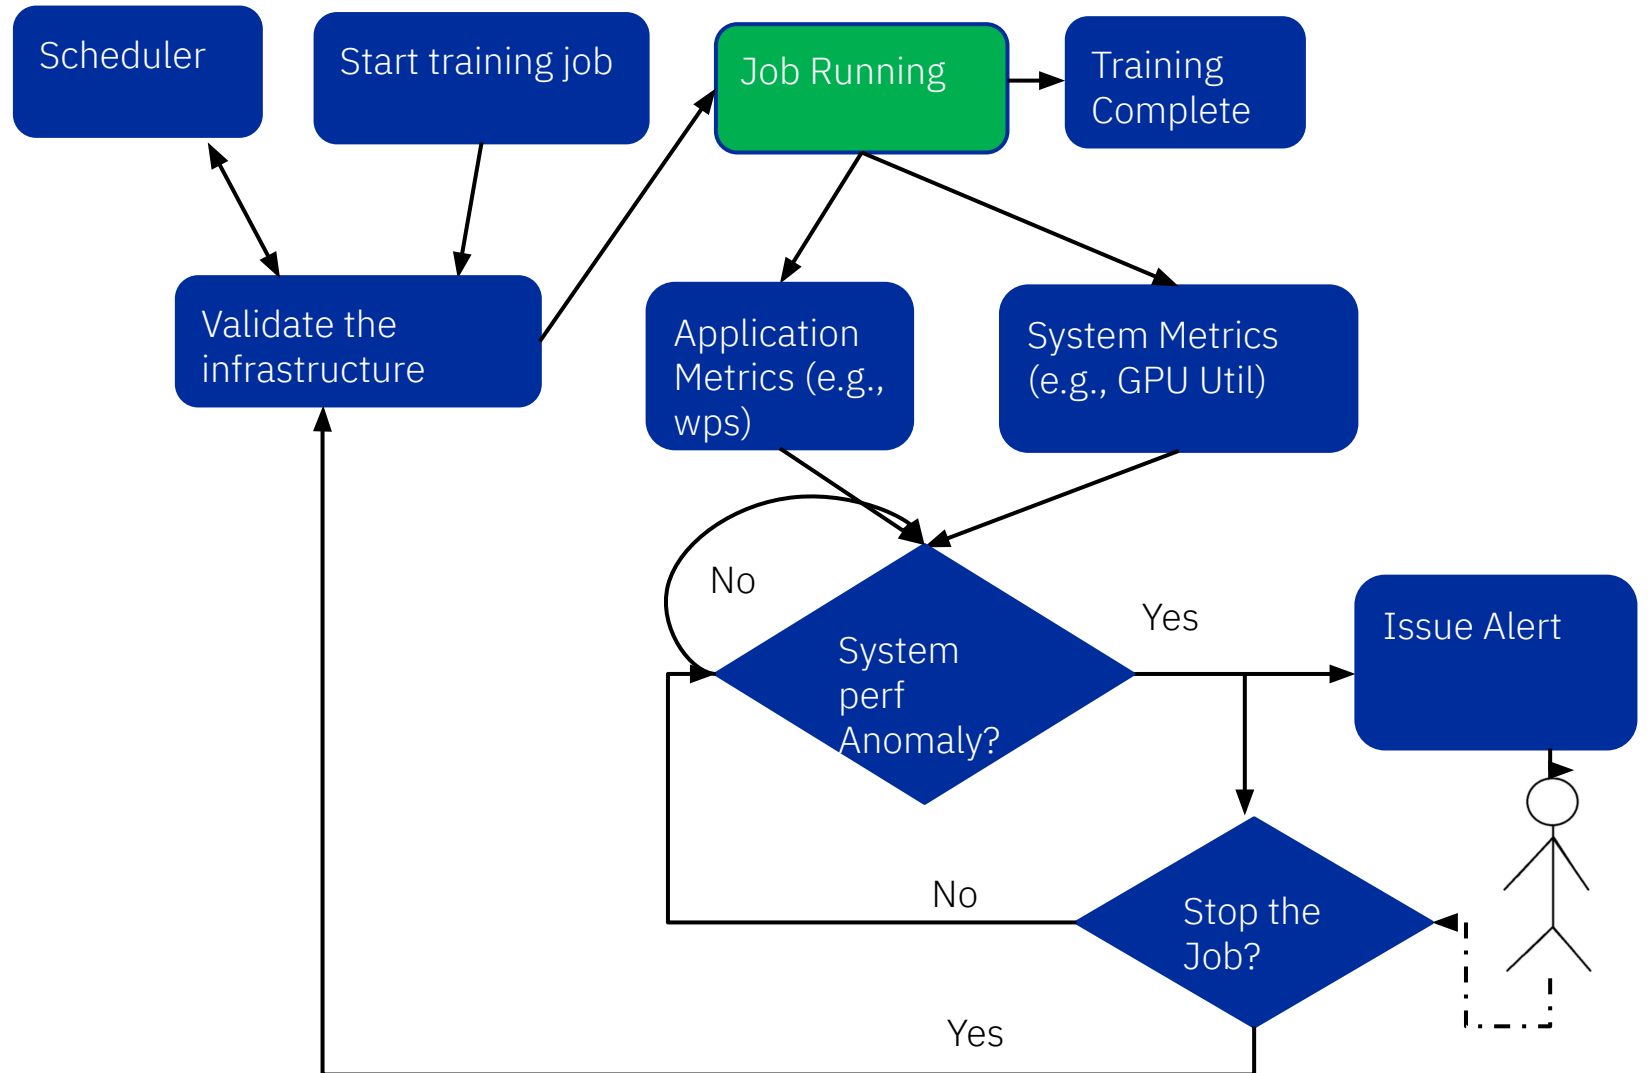 Scheduler
Start training job
Job Running
Training
Complete
Validate the
infrastructure
Application
Metrics (e.g.,
wps)
System Metrics
(e.g., GPU Util)
No
Yes
System
perf
Anomaly?
Issue Alert
No
Stop the
Job?
Yes